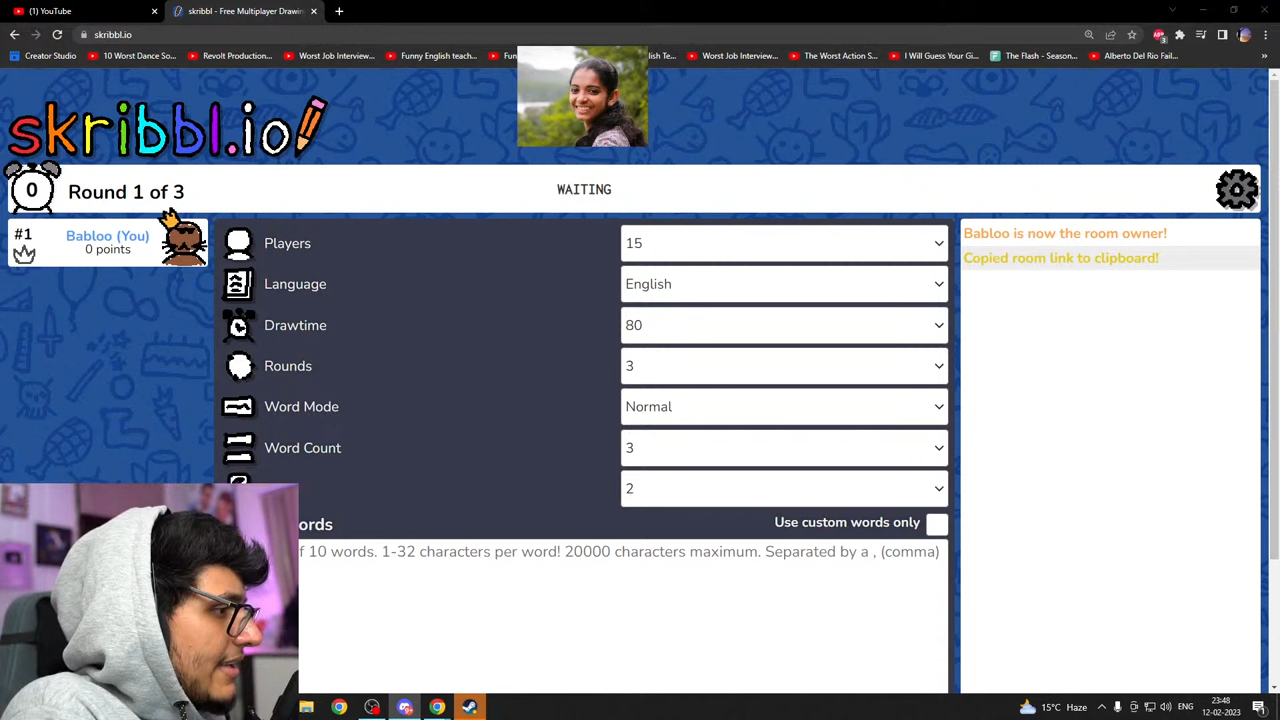 (1) YouTube
skribbl - Free Multiplayer Drawin
skribbl.io
Creator Studio
10 Worst Dance So...
Revolt Production...
Worst Job Interview...
Funny English teac...
Worst Job Interview...
The Worst Action S...
I Will Guess Your Gi...
The Flash - Season...
Alberto Del Rio Fail...
skribbl.io
0
Round 1 of 3
WAITING
#1
Babloo (You)
0 points
Players
15
Language
English
Drawtime
80
Rounds
3
Word Mode
Normal
Word Count
3
2
ords
Use custom words only
f 10 words. 1-32 characters per word! 20000 characters maximum. Separated by a , (comma)
Babloo is now the room owner!
Copied room link to clipboard!
15°C Haze
ENG
23:48
12-02-2023